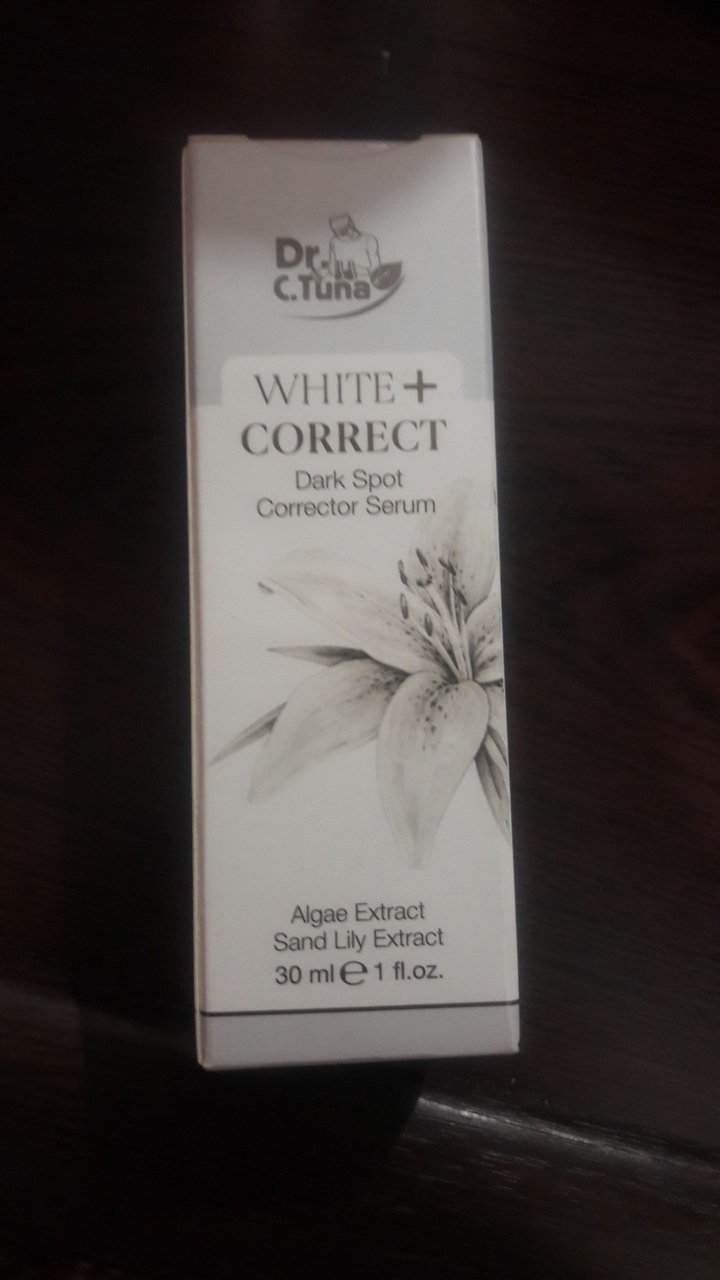 Dr.
C.Tuna
WHITE+
CORRECT
Dark Spot
Corrector Serum
Algae Extract
Sand Lily Extract
30 ml ℮ 1 fl.oz.